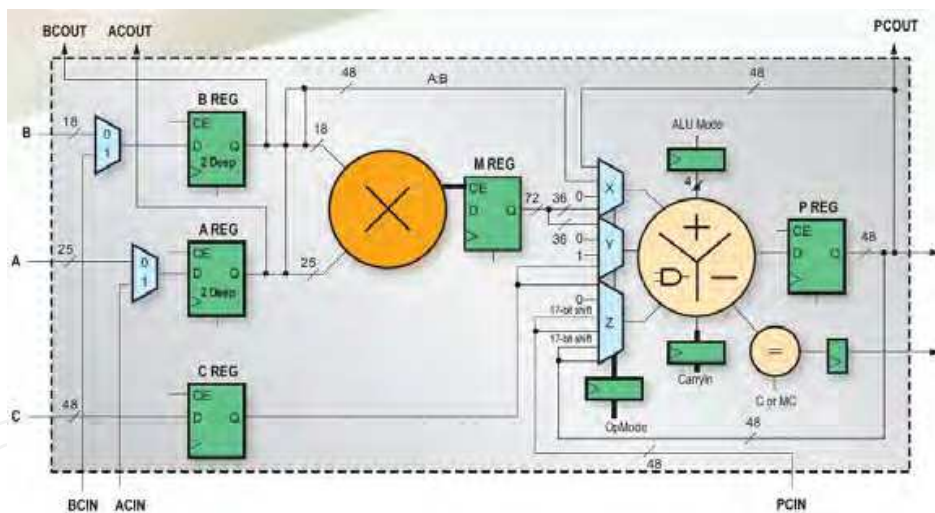 BCOUT ACOUT PCOUT
48 A:B 48
B REG
B 18 0 1 CE D Q 2 Deep 18
ALU Mode
4
M REG
CE D Q 72 36 X 0
36 0 1 Y
P REG
CE D Q 48
A REG
A 25 0 1 CE D Q 2 Deep 25
0 Z
17-bit shift
17-bit shift
=
C REG
CE
C 48 D Q
CarryIn
C or MC
OpMode
48
48
BCIN ACIN PCIN